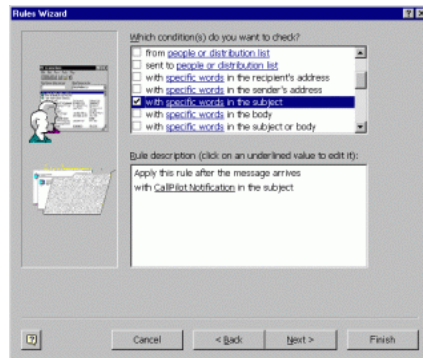 Rules Wizard
Which condition(s) do you want to check?
from people or distribution list
sent to people or distribution list
with specific words in the recipient's address
with specific words in the sender's address
with specific words in the subject
with specific words in the body
with specific words in the subject or body
Rule description (click on an underlined value to edit it):
Apply this rule after the message arrives
with CallPilot Notification in the subject
Cancel
< Back
Next >
Finish